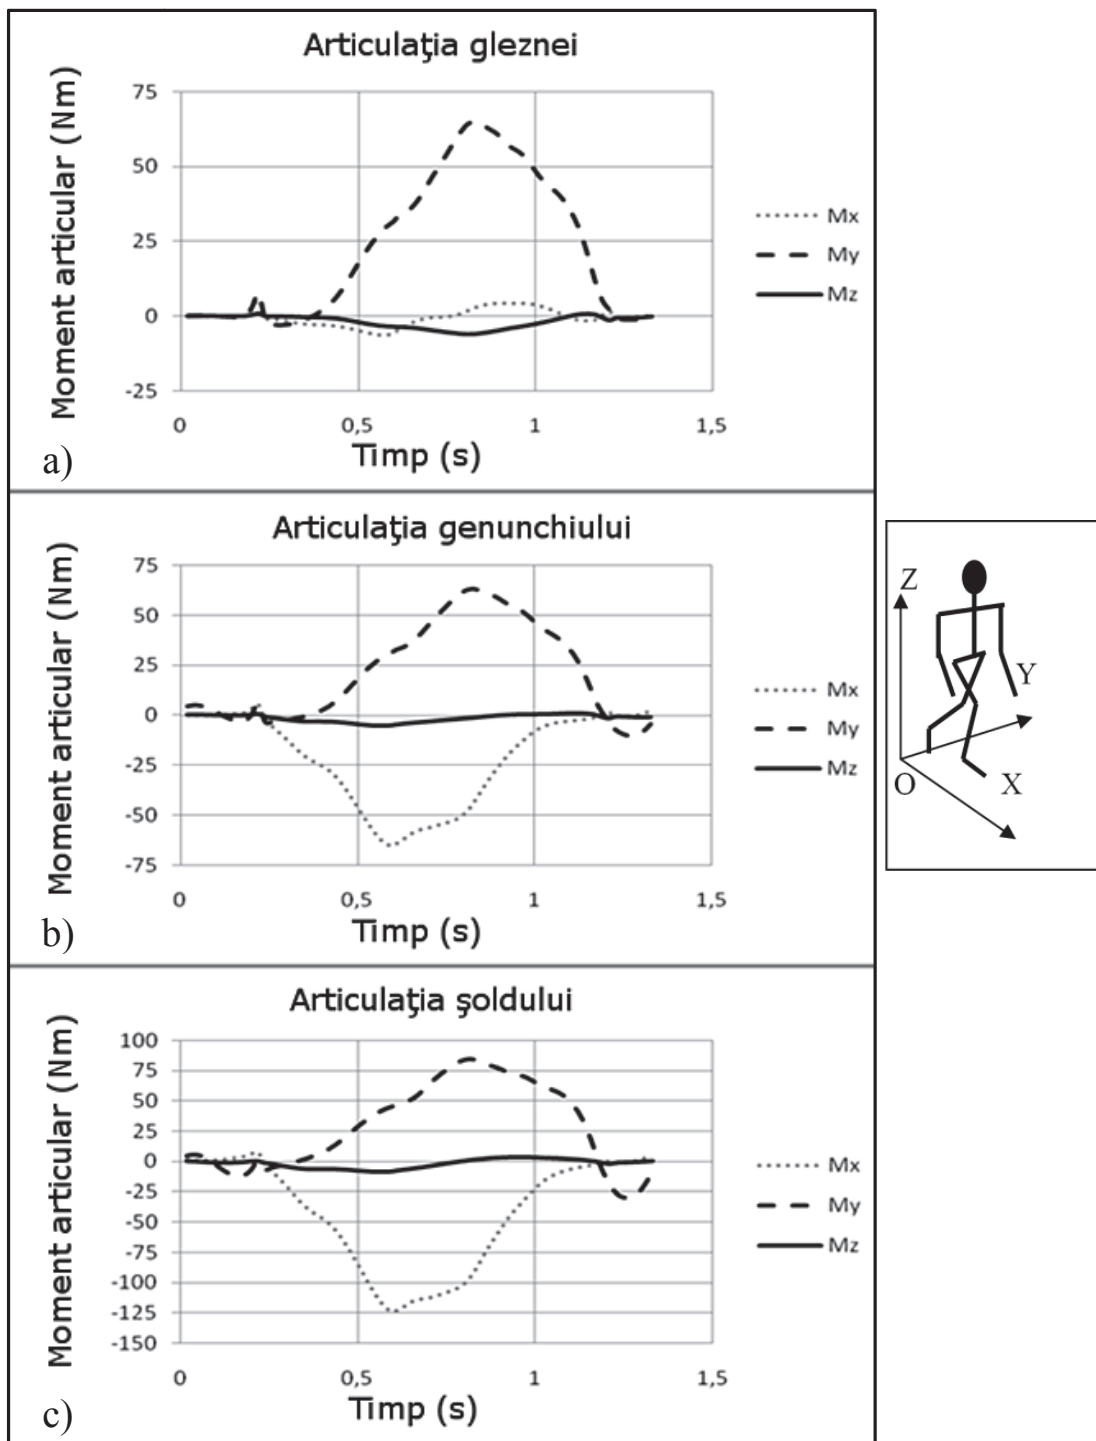 Articulaţia gleznei
Moment articular (Nm)
75
50
25
0
-25
0 0,5 1 1,5
Timp (s)
Mx
My
Mz
a)
Articulaţia genunchiului
Moment articular (Nm)
75
50
25
0
-25
-50
-75
0 0,5 1 1,5
Timp (s)
Mx
My
Mz
b)
Z
Y
O X
Articulaţia şoldului
Moment articular (Nm)
100
75
50
25
0
-25
-50
-75
-100
-125
-150
0 0,5 1 1,5
Timp (s)
Mx
My
Mz
c)